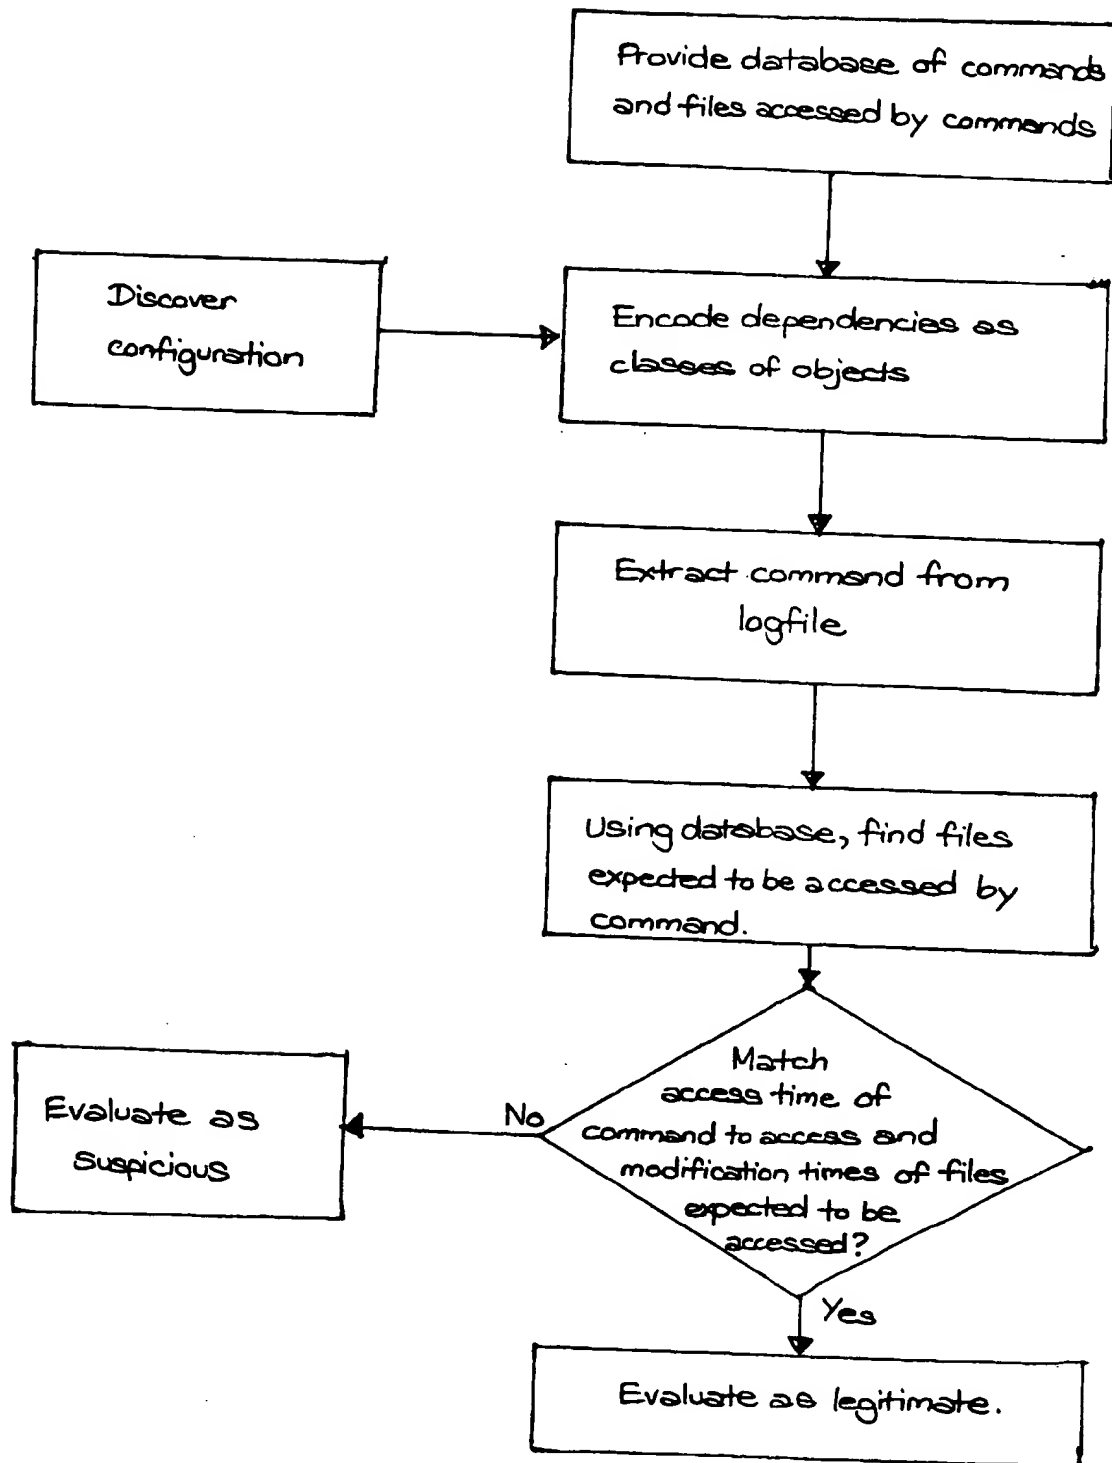 Provide database of commands
and files accessed by commands
Discover
configuration
Encode dependencies as
classes of objects
Extract command from
logfile
Using database, find files
expected to be accessed by
command.
Match
access time of
command to access and
modification times of files
expected to be
accessed?
No
Evaluate as
suspicious
Yes
Evaluate as legitimate.